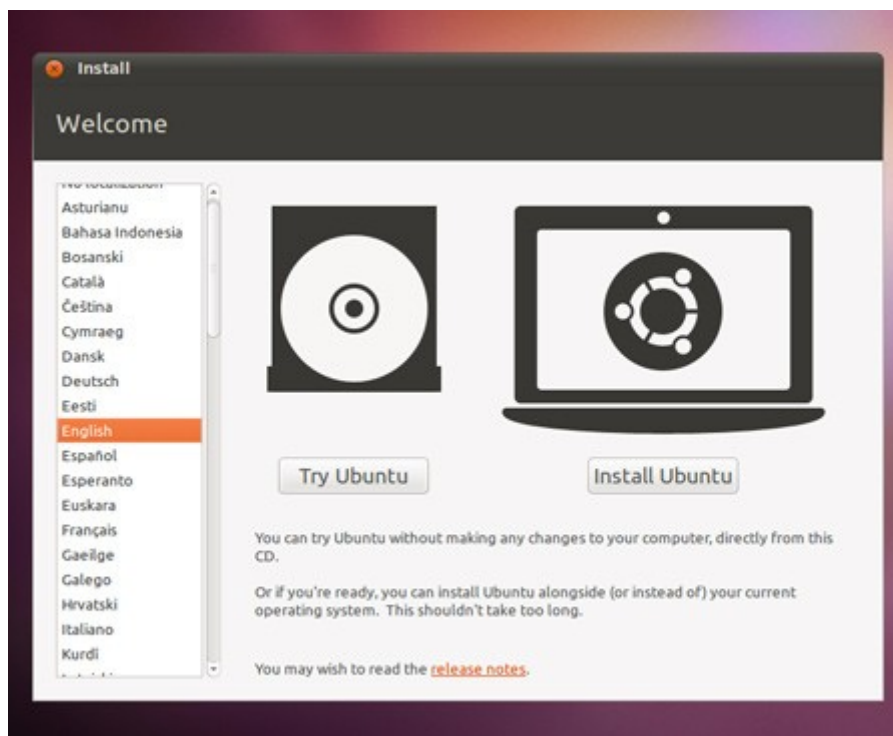 Install
Welcome
No localization
Asturianu
Bahasa Indonesia
Bosanski
Català
Čeština
Cymraeg
Dansk
Deutsch
Eesti
English
Español
Esperanto
Euskara
Français
Gaeilge
Galego
Hrvatski
Italiano
Kurdî
Try Ubuntu
Install Ubuntu
You can try Ubuntu without making any changes to your computer, directly from this
CD.
Or if you're ready, you can install Ubuntu alongside (or instead of) your current
operating system. This shouldn't take too long.
You may wish to read the release notes.